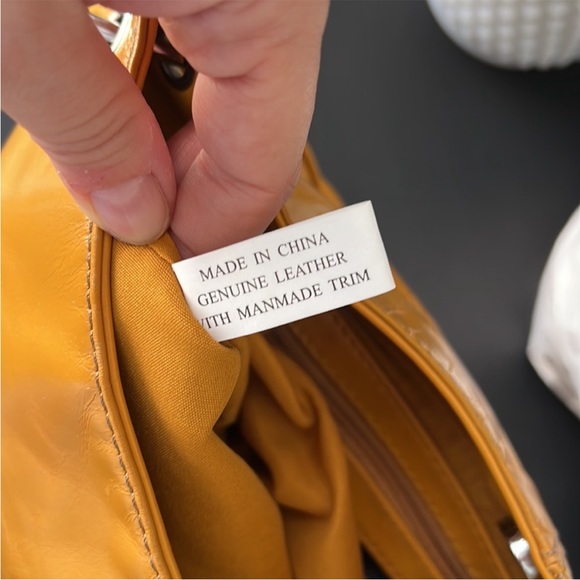 MADE IN CHINA
GENUINE LEATHER
WITH MANMADE TRIM